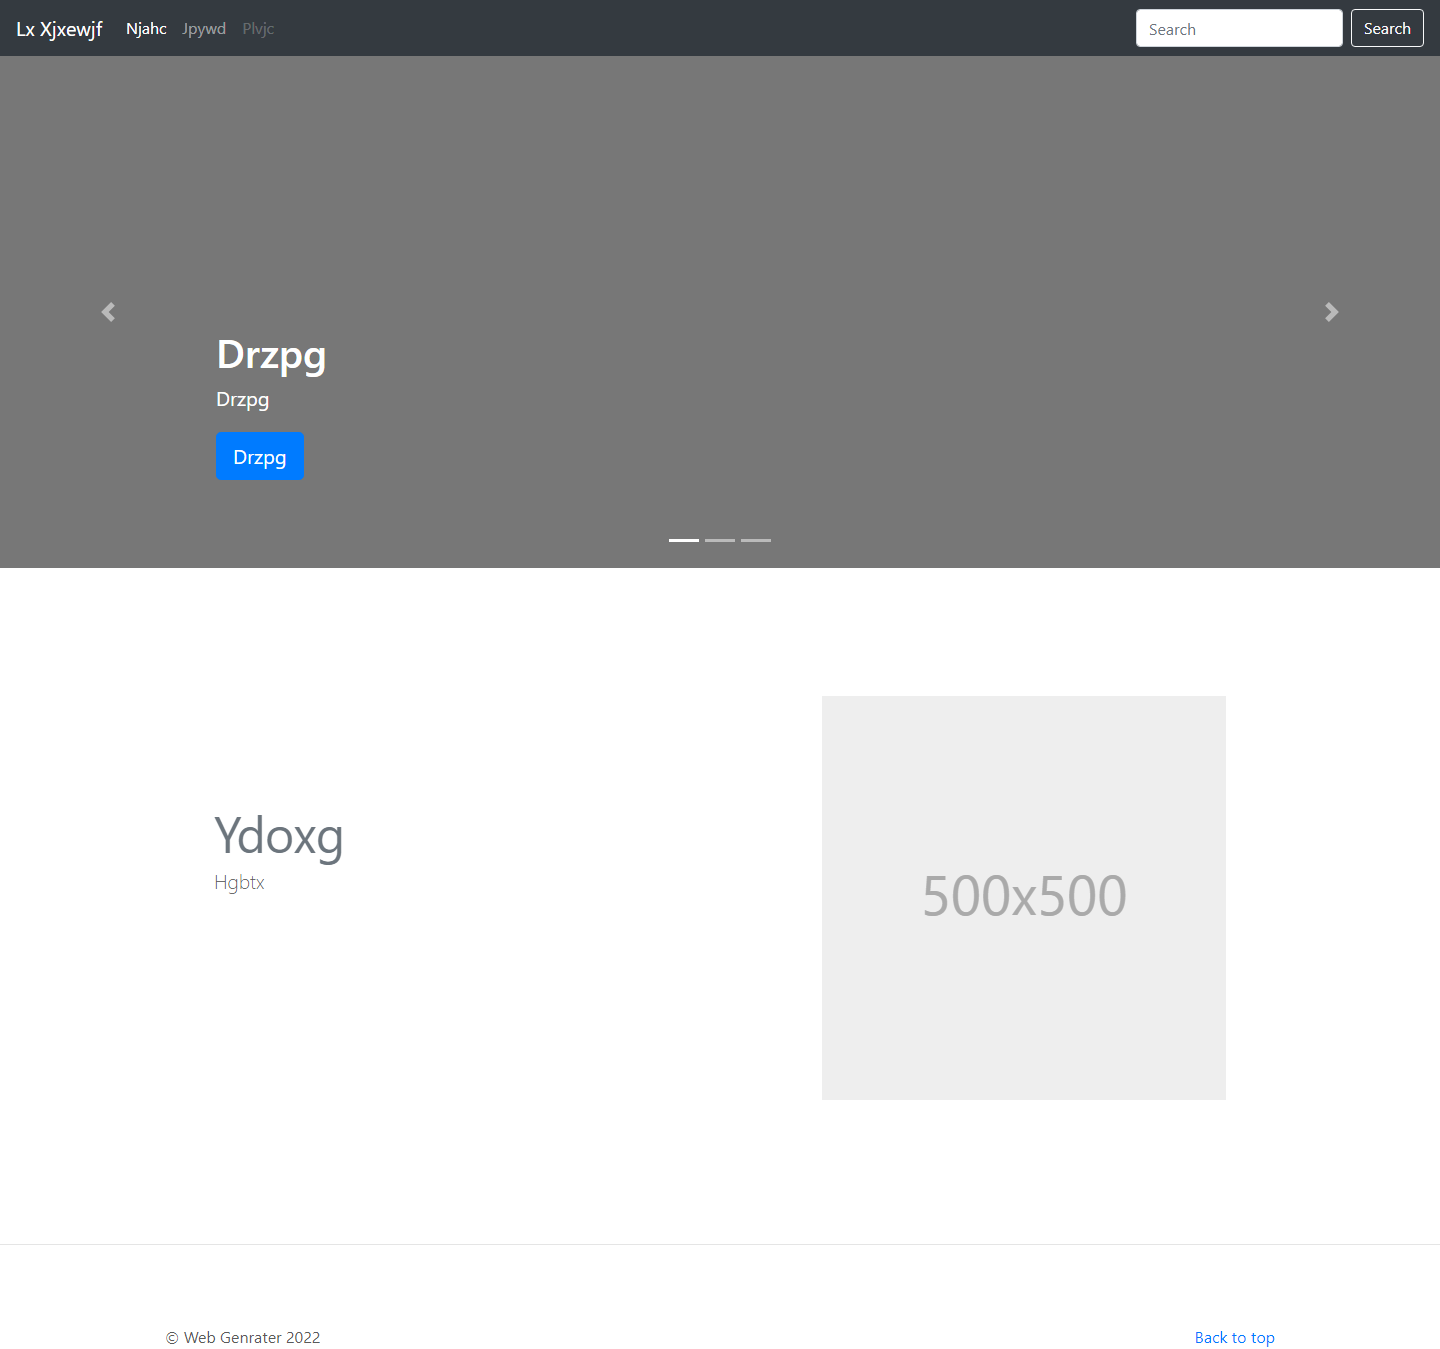 Lx Xjxewjf Njahc Jpywd Plvjc Search Search
Drzpg
Drzpg
Drzpg
Ydoxg
Hgbtx
500x500
© Web Genrater 2022 Back to top